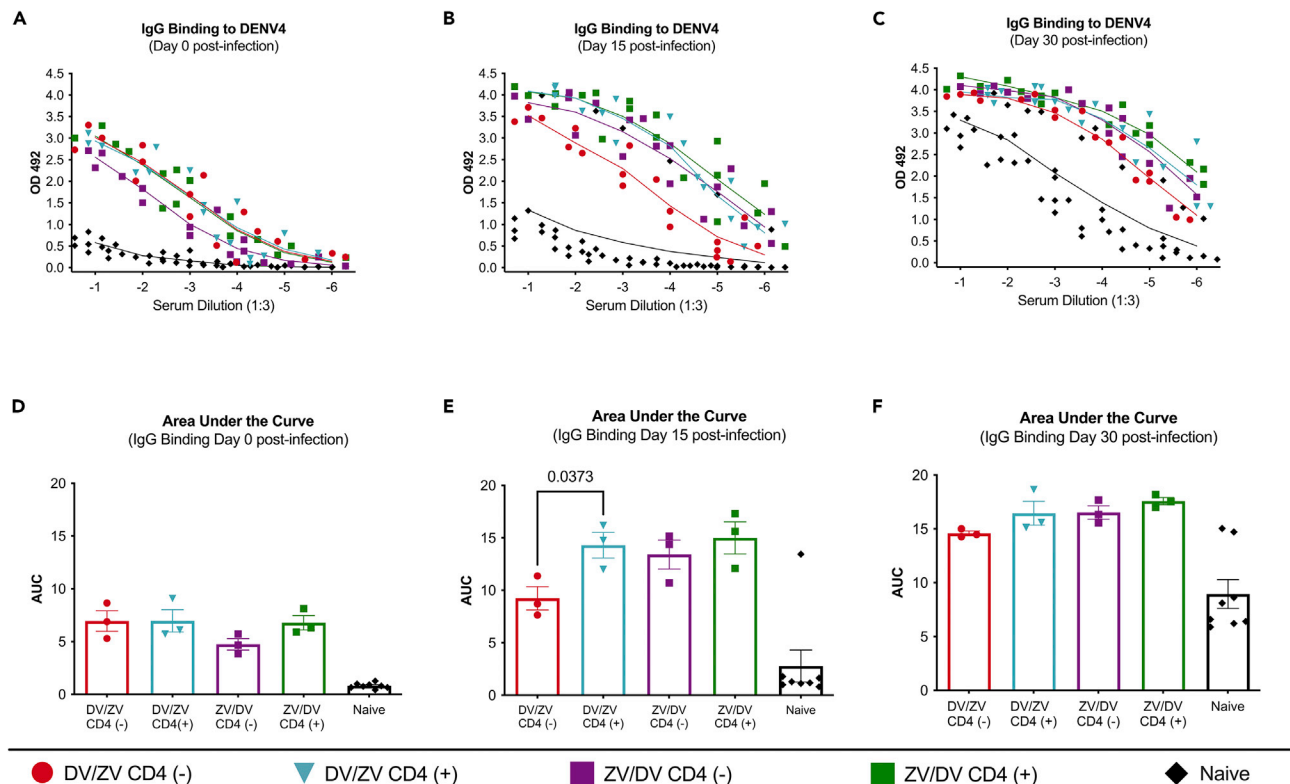 A
IgG Binding to DENV4
(Day 0 post-infection)
OD 492
4.5
4.0
3.5
3.0
2.5
2.0
1.5
1.0
0.5
0.0
-1 -2 -3 -4 -5 -6
Serum Dilution (1:3)
B
IgG Binding to DENV4
(Day 15 post-infection)
OD 492
4.5
4.0
3.5
3.0
2.5
2.0
1.5
1.0
0.5
0.0
-1 -2 -3 -4 -5 -6
Serum Dilution (1:3)
C
IgG Binding to DENV4
(Day 30 post-infection)
OD 492
4.5
4.0
3.5
3.0
2.5
2.0
1.5
1.0
0.5
0.0
-1 -2 -3 -4 -5 -6
Serum Dilution (1:3)
D
Area Under the Curve
(IgG Binding Day 0 post-infection)
AUC
20
15
10
5
0
DV/ZV DV/ZV ZV/DV ZV/DV Naive
CD4 (-) CD4(+) CD4 (-) CD4 (+)
E
Area Under the Curve
(IgG Binding Day 15 post-infection)
0.0373
AUC
20
15
10
5
0
DV/ZV DV/ZV ZV/DV ZV/DV Naive
CD4 (-) CD4 (+) CD4 (-) CD4 (+)
F
Area Under the Curve
(IgG Binding Day 30 post-infection)
AUC
20
15
10
5
0
DV/ZV DV/ZV ZV/DV ZV/DV Naive
CD4 (-) CD4 (+) CD4 (-) CD4 (+)
DV/ZV CD4 (-) DV/ZV CD4 (+) ZV/DV CD4 (-) ZV/DV CD4 (+) Naive